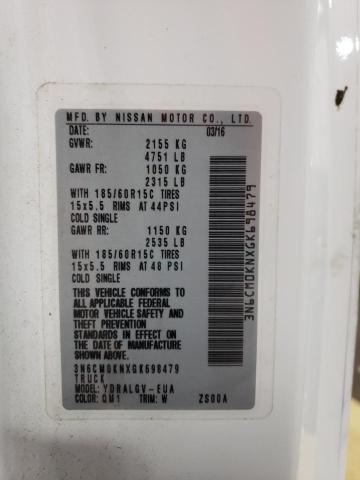 MFD. BY NISSAN MOTOR CO., LTD.
DATE: 03/16
GVWR: 2155 KG
4751 LB
GAWR FR: 1050 KG
2315 LB
WITH 185/60R15C TIRES
15x5.5 RIMS AT 44PSI
COLD SINGLE
GAWR RR: 1150 KG
2535 LB
WITH 185/60R15C TIRES
15x5.5 RIMS AT 48 PSI
COLD SINGLE
THIS VEHICLE CONFORMS TO
ALL APPLICABLE FEDERAL
MOTOR VEHICLE SAFETY AND
THEFT PREVENTION
STANDARDS IN EFFECT ON
THE DATE OF MANUFACTURE
SHOWN ABOVE.
3N6CM0KNXGK698479
TRUCK
MODEL: YDRALGV-EUA
COLOR: QM1 TRIM: W ZS00A
3N6CM0KNXGK698479